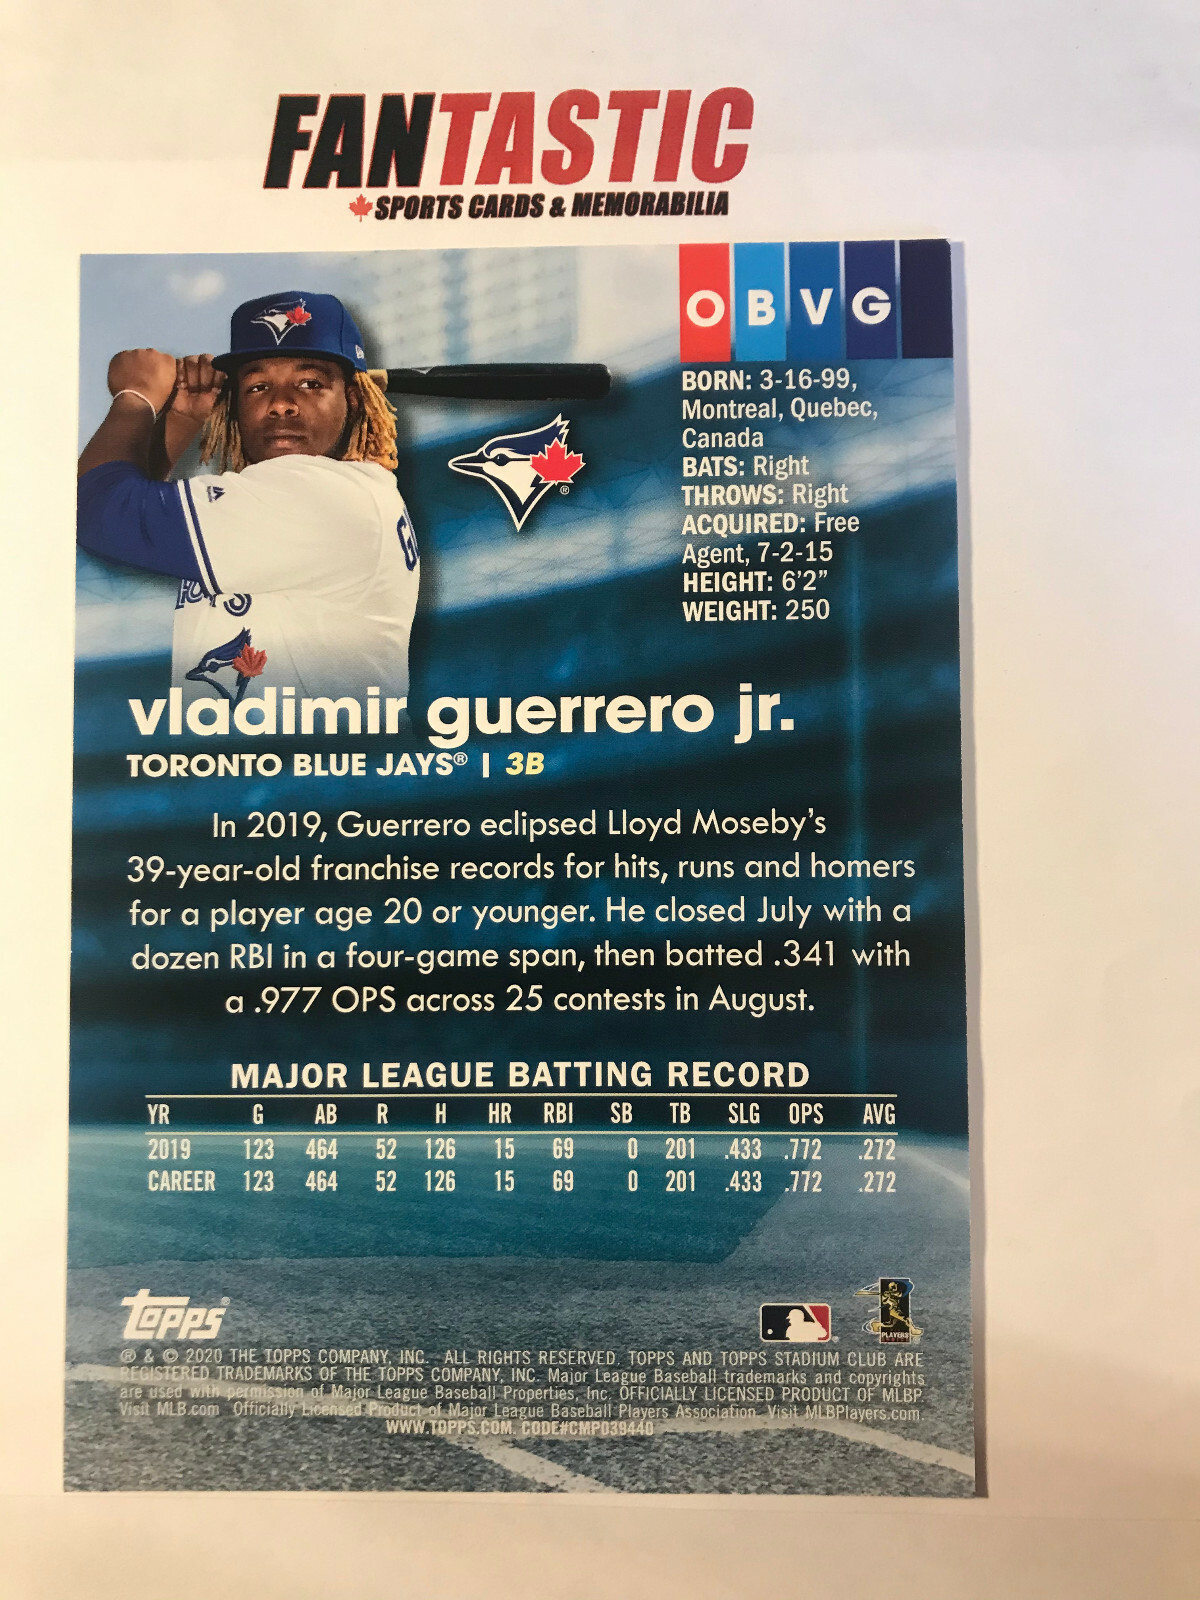 FANTASTIC
SPORTS CARDS & MEMORABILIA
OBVG
BORN: 3-16-99,
Montreal, Quebec,
Canada
BATS: Right
THROWS: Right
ACQUIRED: Free
Agent, 7-2-15
HEIGHT: 6'2"
WEIGHT: 250
vladimir guerrero jr.
TORONTO BLUE JAYS® | 3B
In 2019, Guerrero eclipsed Lloyd Moseby's
39-year-old franchise records for hits, runs and homers
for a player age 20 or younger. He closed July with a
dozen RBI in a four-game span, then batted .341 with
a .977 OPS across 25 contests in August.
MAJOR LEAGUE BATTING RECORD
YR G AB R H HR RBI SB TB SLG OPS AVG
2019 123 464 52 126 15 69 0 201 .433 .772 .272
CAREER 123 464 52 126 15 69 0 201 .433 .772 .272
Topps®
PLAYERS
® & © 2020 THE TOPPS COMPANY, INC. ALL RIGHTS RESERVED. TOPPS AND TOPPS STADIUM CLUB ARE
REGISTERED TRADEMARKS OF THE TOPPS COMPANY, INC. Major League Baseball trademarks and copyrights
are used with permission of Major League Baseball Properties, Inc. OFFICIALLY LICENSED PRODUCT OF MLBP.
Visit MLB.com Officially Licensed Product of Major League Baseball Players Association. Visit MLBPlayers.com.
WWW.TOPPS.COM. CODE#CMP039440